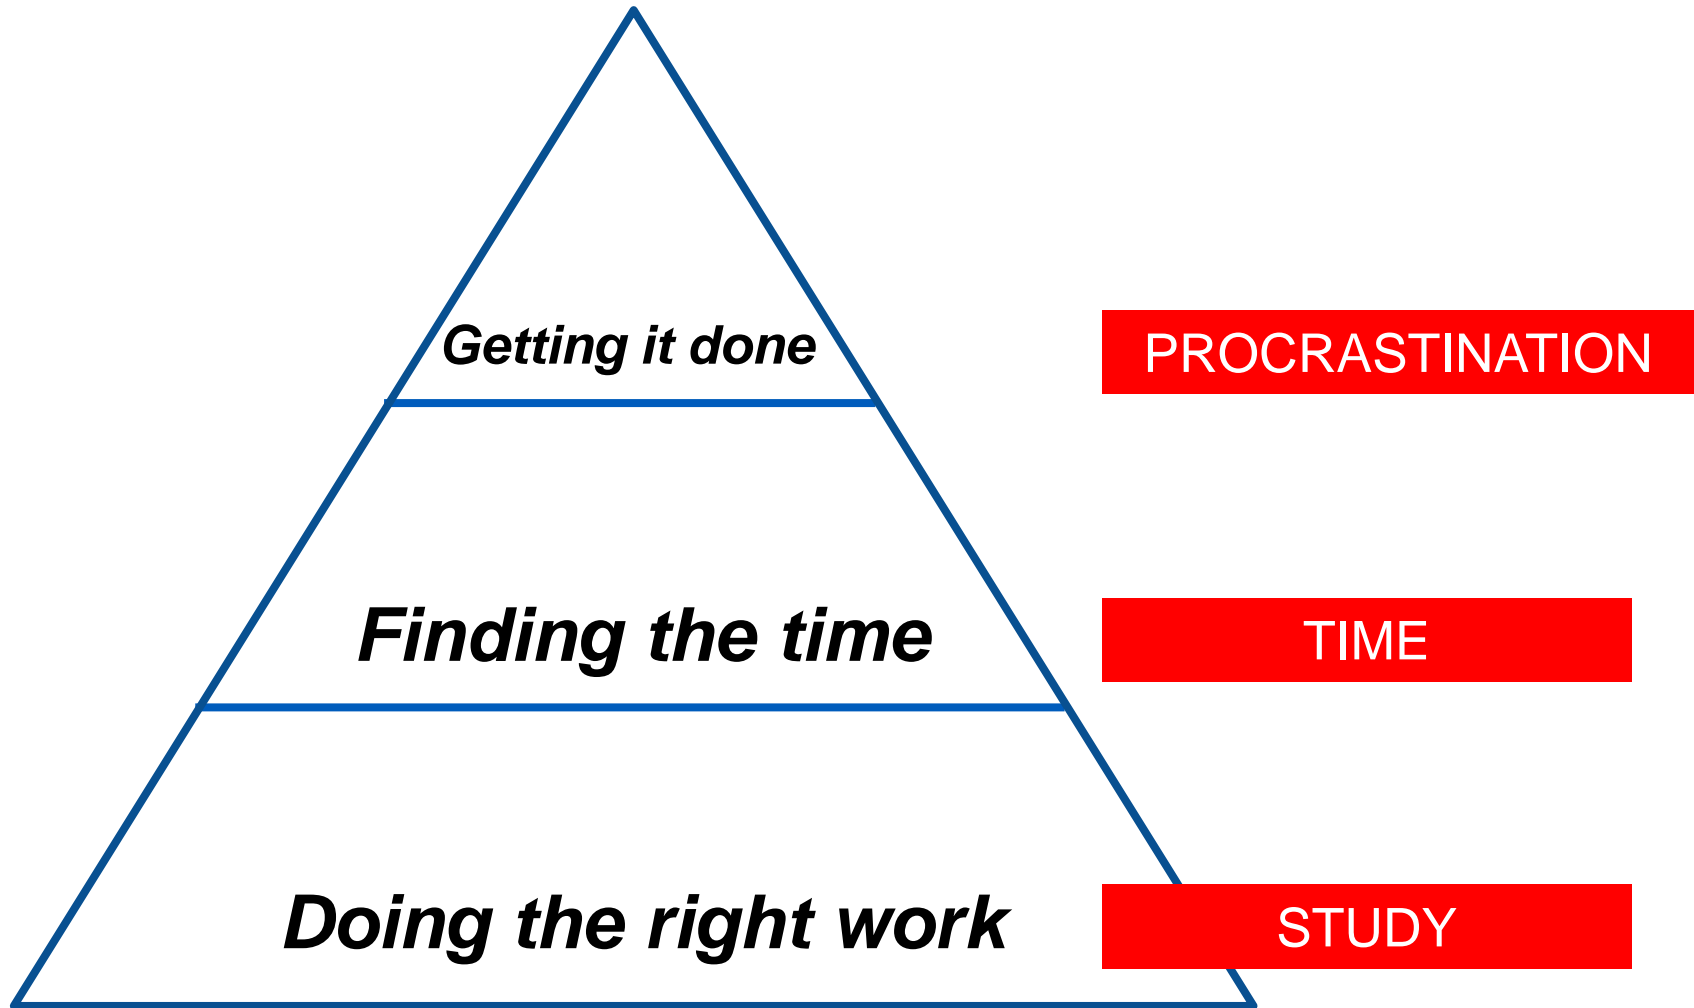 Getting it done
PROCRASTINATION
Finding the time
TIME
Doing the right work
STUDY